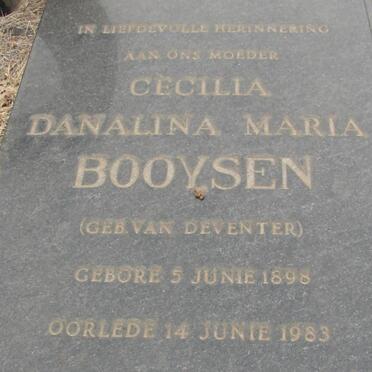 IN LIEFDEVOLLE HERINNERING
AAN ONS MOEDER
CECILIA
DANALINA MARIA
BOOYSEN
(GEB. VAN DEVENTER)
GEBORE 5 JUNIE 1898
OORLEDE 14 JUNIE 1983